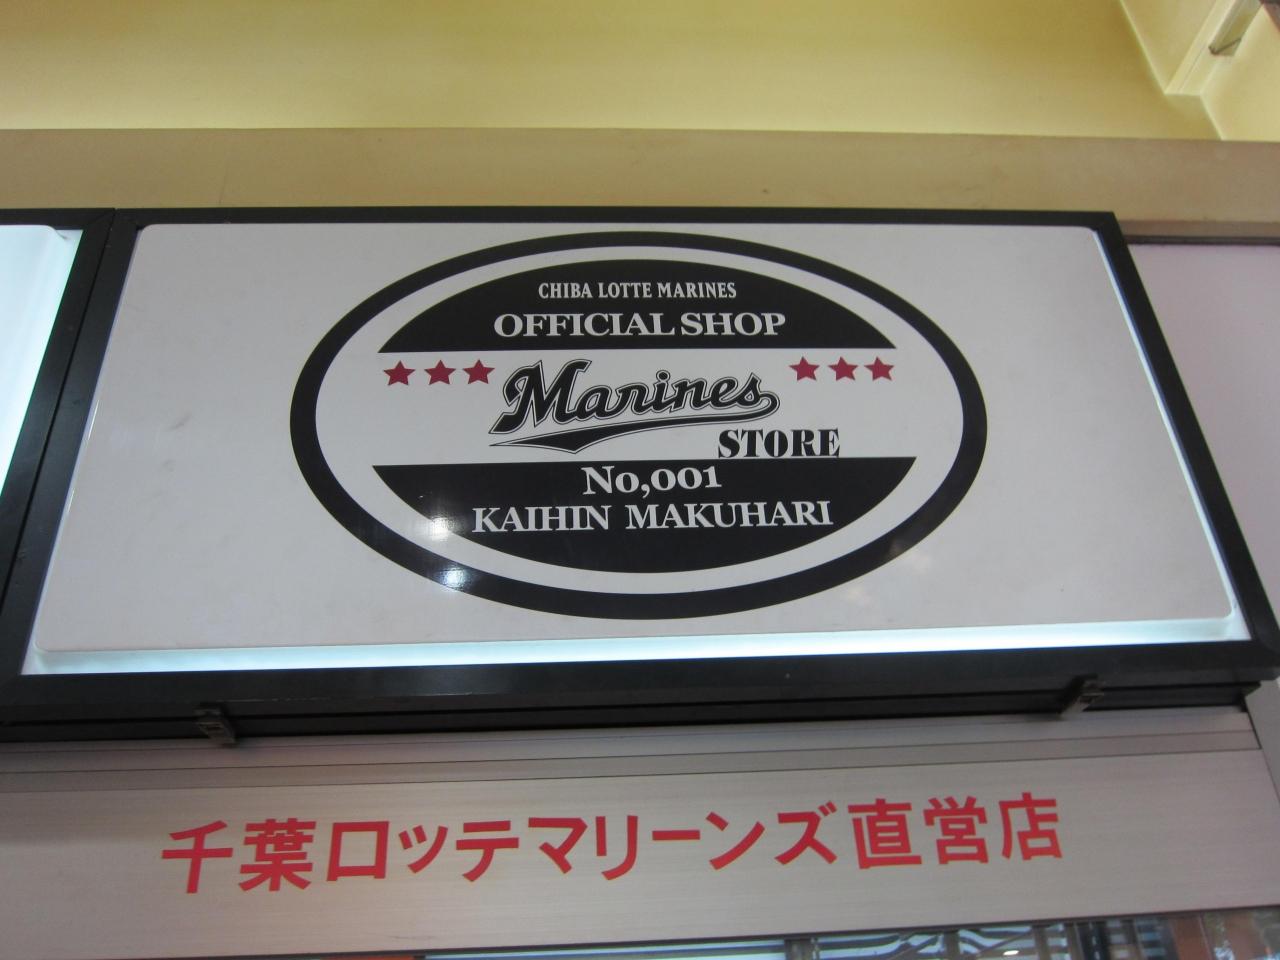 CHIBA LOTTE MARINES
OFFICIAL SHOP
Marines
STORE
No,001
KAIHIN MAKUHARI
千葉ロッテマリーンズ直営店